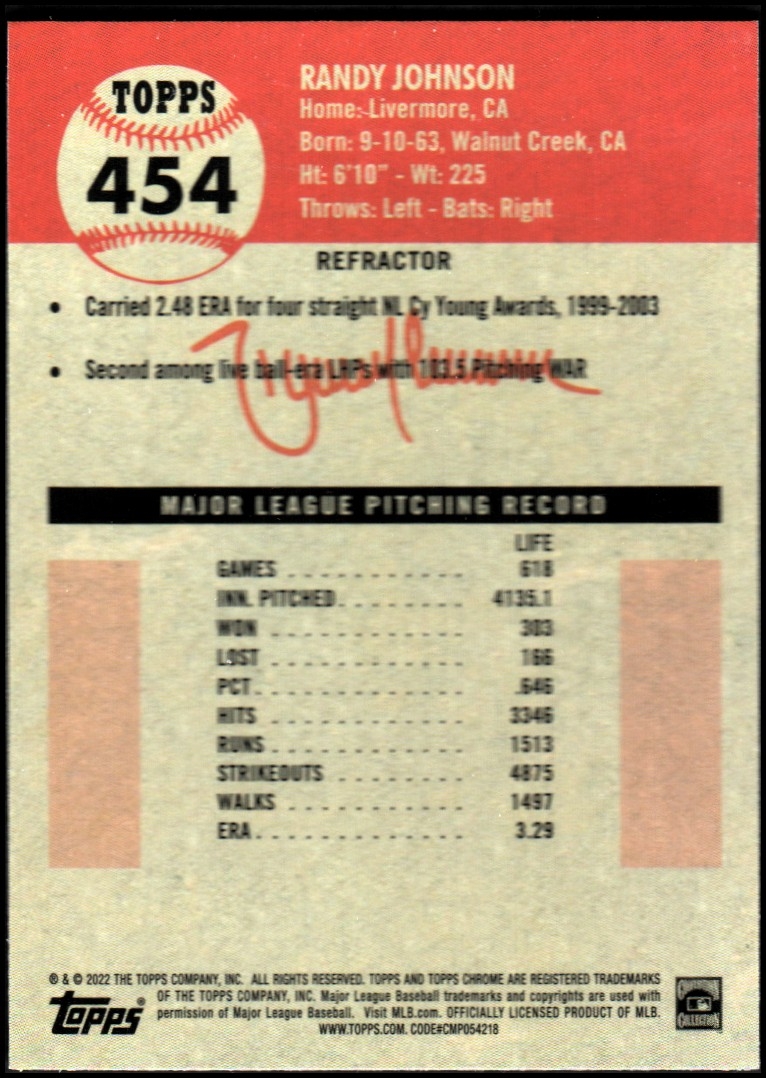 TOPPS
454
RANDY JOHNSON
Home: Livermore, CA
Born: 9-10-63, Walnut Creek, CA
Ht: 6'10" - Wt: 225
Throws: Left - Bats: Right
REFRACTOR
• Carried 2.48 ERA for four straight NL Cy Young Awards, 1999-2003
• Second among live ball-era LHPs with 103.5 Pitching WAR
MAJOR LEAGUE PITCHING RECORD
LIFE
GAMES . . . . . . . . . . . . 618
INN. PITCHED. . . . . . . . 4135.1
WON . . . . . . . . . . . . . 303
LOST . . . . . . . . . . . . . 166
PCT. . . . . . . . . . . . . . .646
HITS . . . . . . . . . . . . . 3346
RUNS . . . . . . . . . . . . . 1513
STRIKEOUTS . . . . . . . . 4875
WALKS . . . . . . . . . . . . 1497
ERA. . . . . . . . . . . . . . 3.29
® & © 2022 THE TOPPS COMPANY, INC. ALL RIGHTS RESERVED. TOPPS AND TOPPS CHROME ARE REGISTERED TRADEMARKS
OF THE TOPPS COMPANY, INC. Major League Baseball trademarks and copyrights are used with
permission of Major League Baseball. Visit MLB.com. OFFICIALLY LICENSED PRODUCT OF MLB.
WWW.TOPPS.COM. CODE#CMP054218
Topps®
COOPERSTOWN
COLLECTION